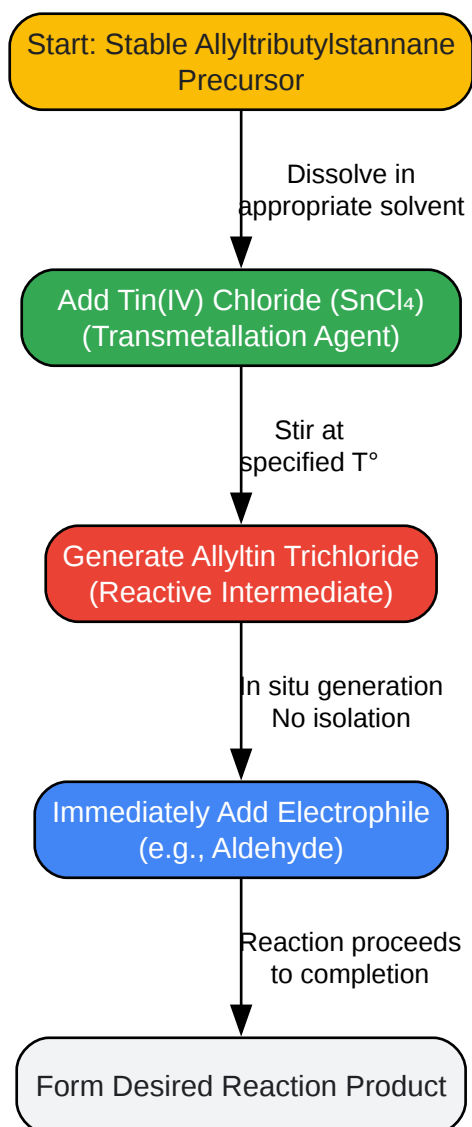 Start: Stable Allyltributylstannane
Precursor
Dissolve in
appropriate solvent
Add Tin(IV) Chloride (SnCl₄)
(Transmetallation Agent)
Stir at
specified T°
Generate Allyltin Trichloride
(Reactive Intermediate)
In situ generation
No isolation
Immediately Add Electrophile
(e.g., Aldehyde)
Reaction proceeds
to completion
Form Desired Reaction Product